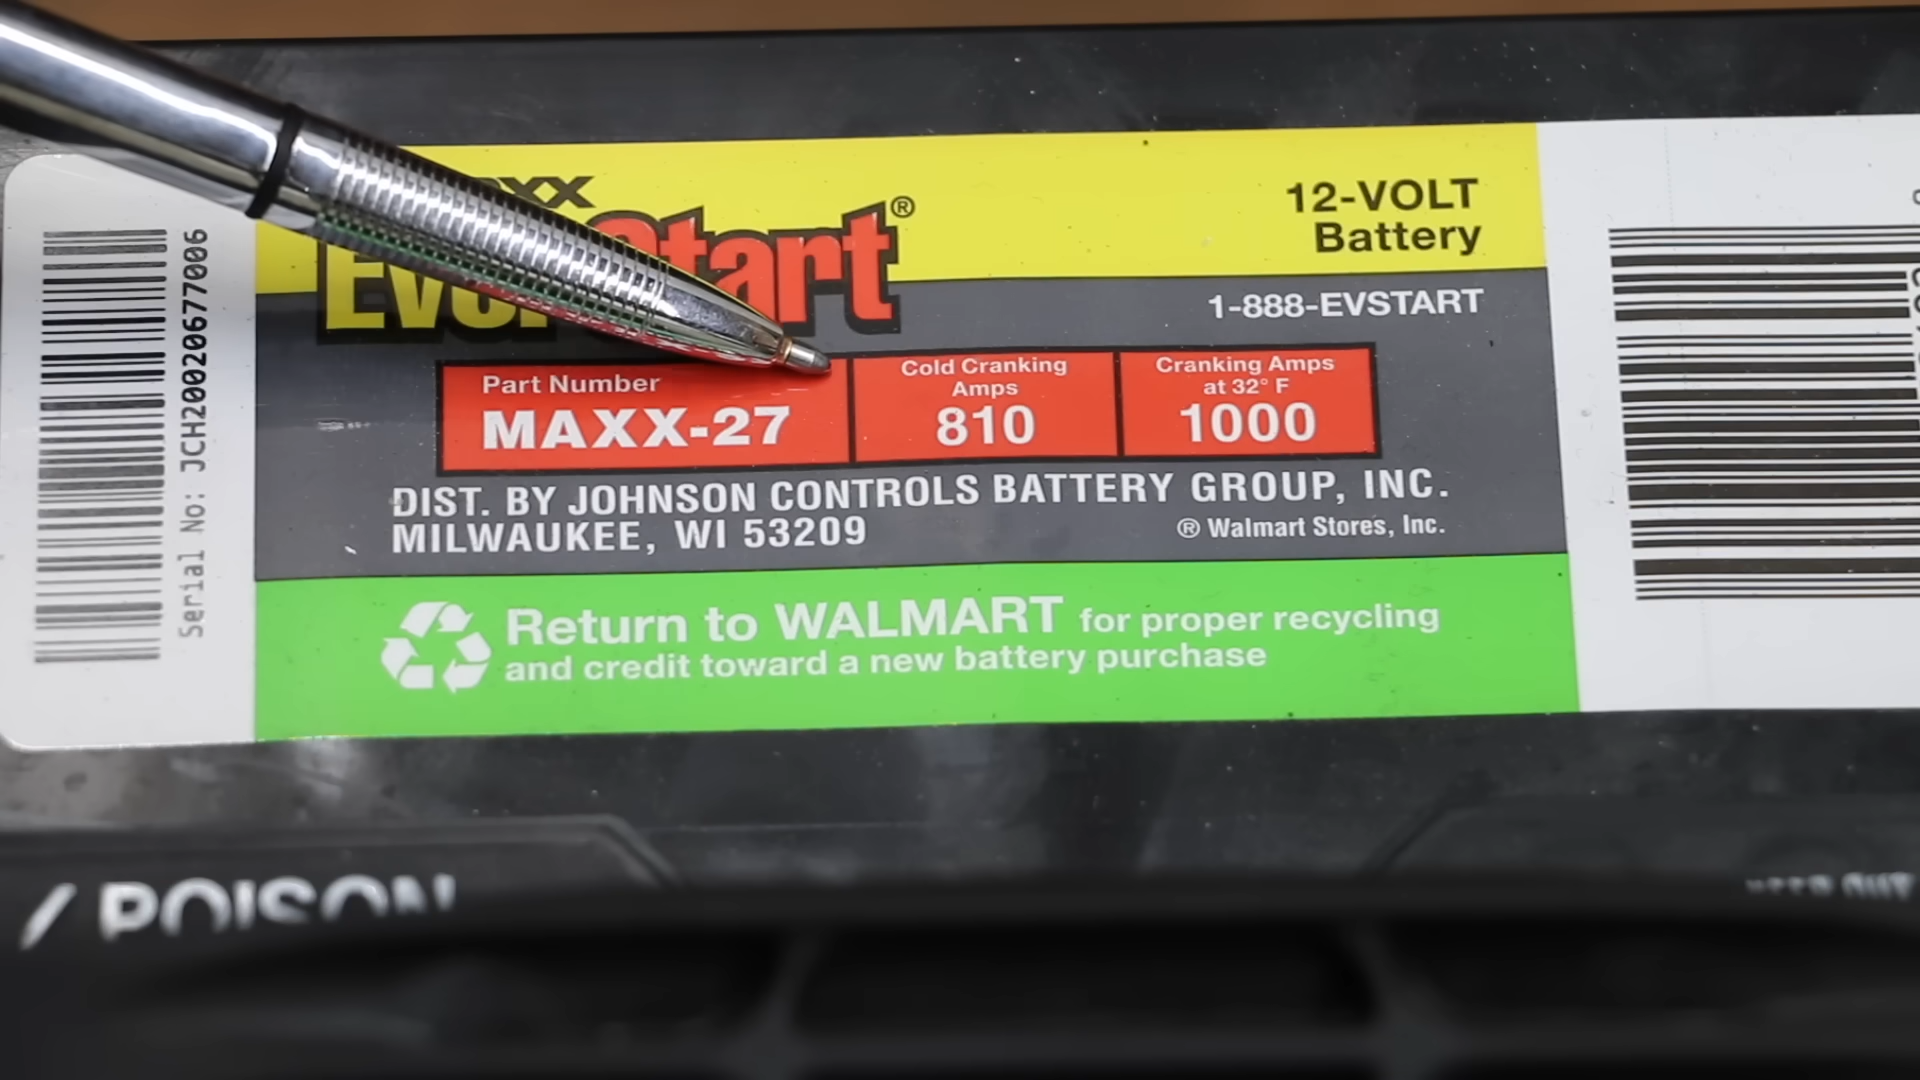 12-VOLT
Battery
1-888-EVSTART
Part Number
MAXX-27
Cold Cranking
Amps
810
Cranking Amps
at 32° F
1000
DIST. BY JOHNSON CONTROLS BATTERY GROUP, INC.
MILWAUKEE, WI 53209
® Walmart Stores, Inc.
Return to WALMART for proper recycling
and credit toward a new battery purchase
Serial No: JCH20020677006
/ POISON